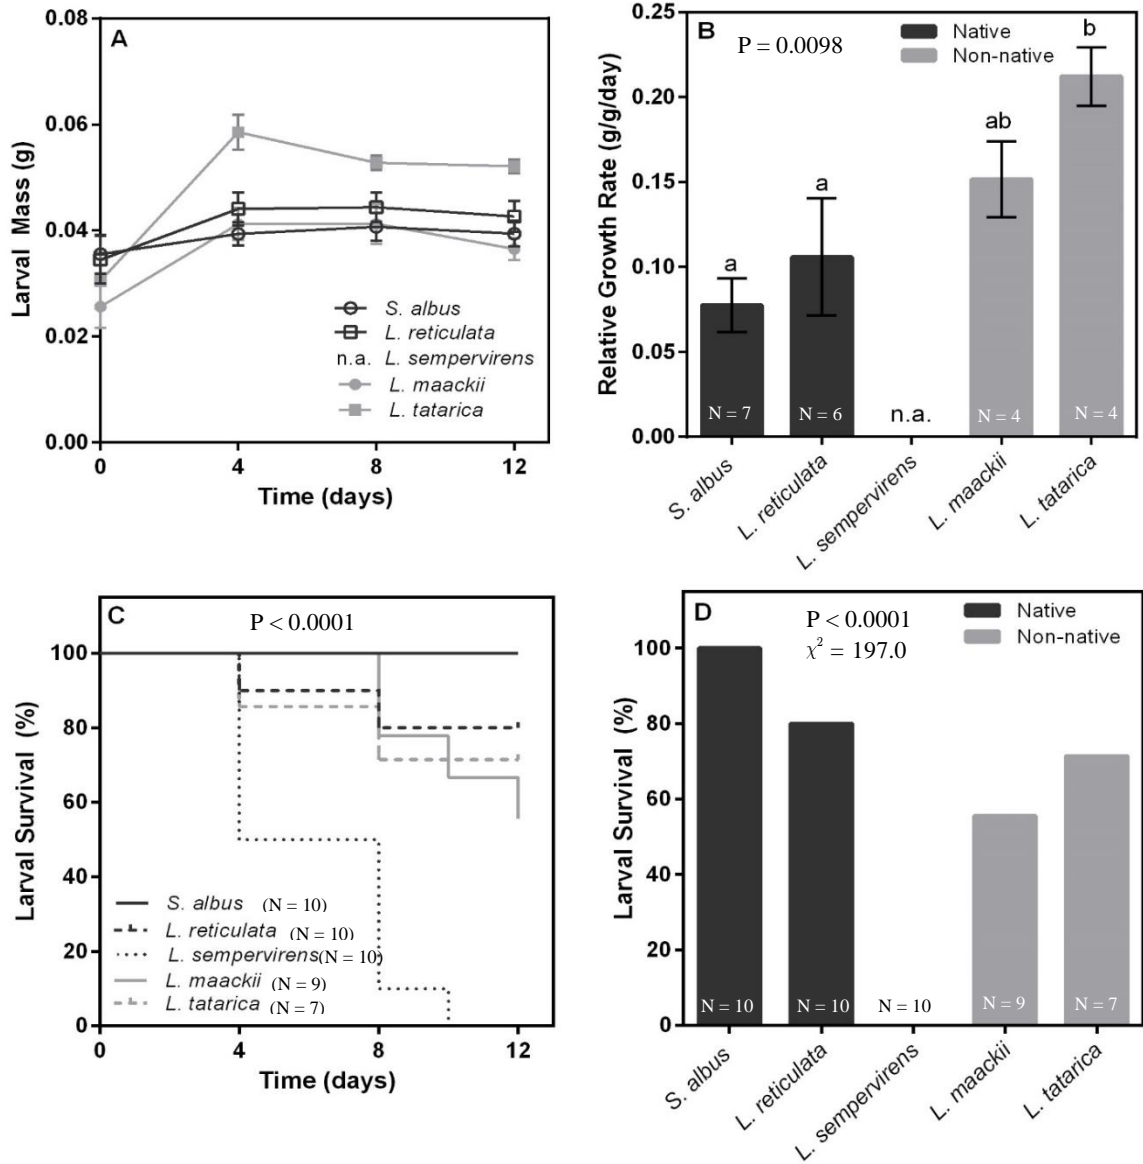 A
0.08
0.06
0.04
0.02
0.00
Larval Mass (g)
S. albus
L. reticulata
n.a. L. sempervirens
L. maackii
L. tatarica
0 4 8 12
Time (days)
B
P = 0.0098
Native
Non-native
0.25
0.20
0.15
0.10
0.05
0.00
Relative Growth Rate (g/g/day)
a
a
ab
b
N = 7
N = 6
n.a.
N = 4
N = 4
S. albus
L. reticulata
L. sempervirens
L. maackii
L. tatarica
C
P < 0.0001
100
80
60
40
20
0
Larval Survival (%)
S. albus (N = 10)
L. reticulata (N = 10)
L. sempervirens(N = 10)
L. maackii (N = 9)
L. tatarica (N = 7)
0 4 8 12
Time (days)
D
P < 0.0001
χ² = 197.0
Native
Non-native
100
80
60
40
20
0
Larval Survival (%)
N = 10
N = 10
N = 10
N = 9
N = 7
S. albus
L. reticulata
L. sempervirens
L. maackii
L. tatarica